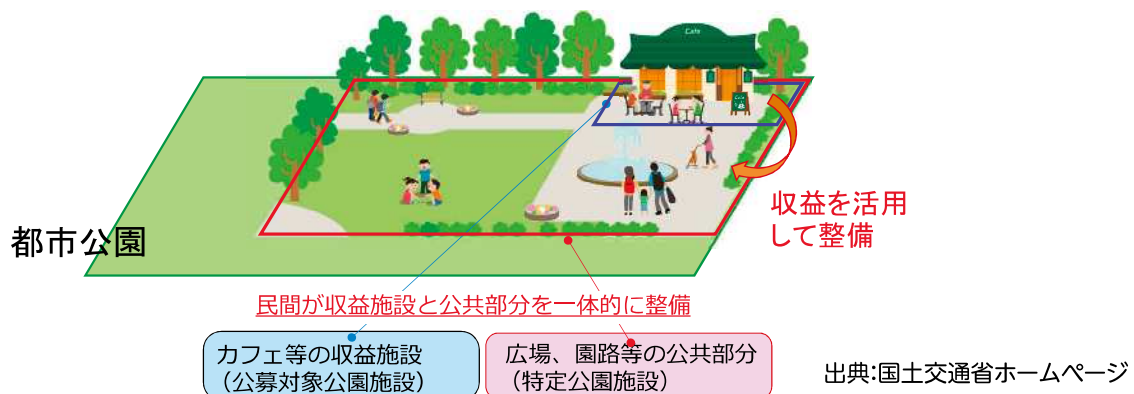 Cafe
Cafe
収益を活用
して整備
都市公園
民間が収益施設と公共部分を一体的に整備
カフェ等の収益施設
（公募対象公園施設）
広場、園路等の公共部分
（特定公園施設）
出典:国土交通省ホームページ